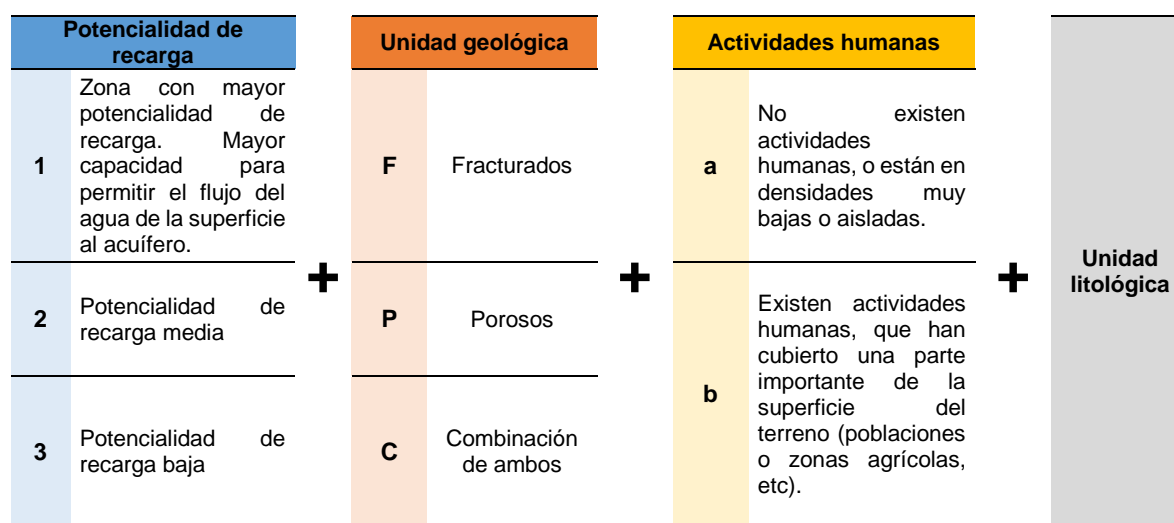 Potencialidad de
recarga
1
Zona con mayor
potencialidad de
recarga. Mayor
capacidad para
permitir el flujo del
agua de la superficie
al acuífero.
2
Potencialidad de
recarga media
3
Potencialidad de
recarga baja
+
Unidad geológica
F
Fracturados
P
Porosos
C
Combinación
de ambos
+
Actividades humanas
a
No existen
actividades
humanas, o están en
densidades muy
bajas o aisladas.
b
Existen actividades
humanas, que han
cubierto una parte
importante de la
superficie del
terreno (poblaciones
o zonas agrícolas,
etc).
+
Unidad
litológica